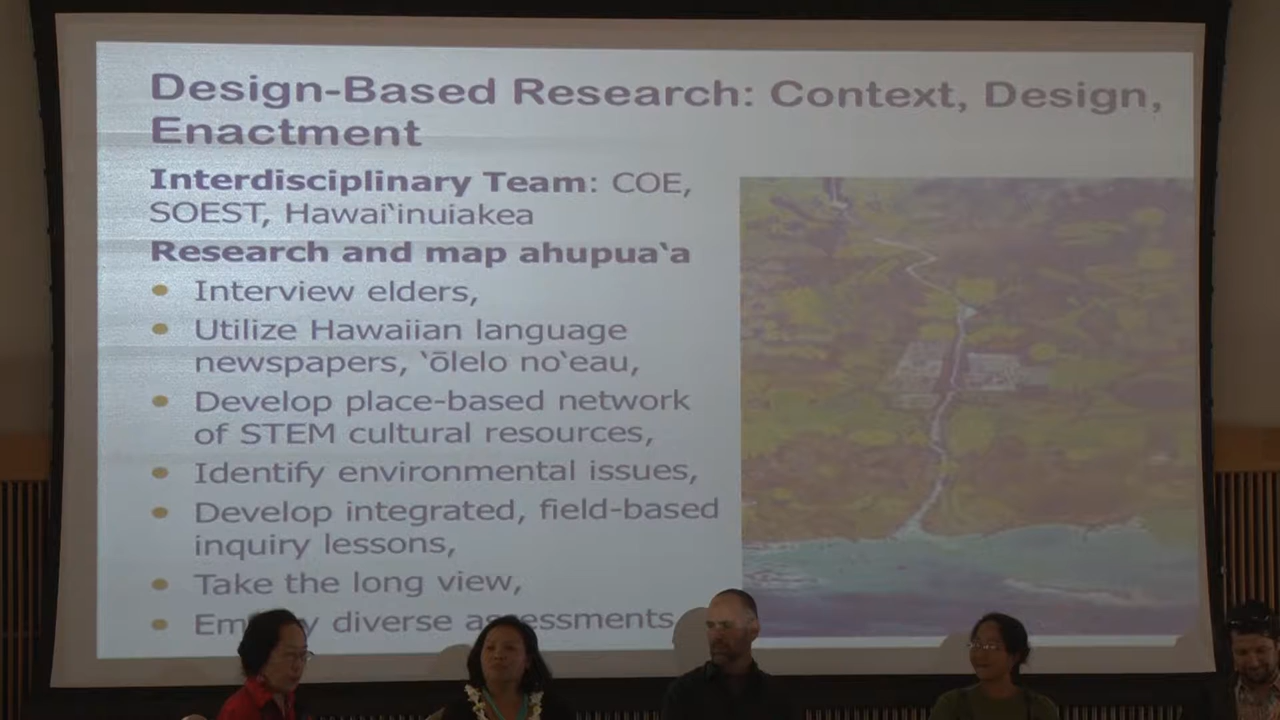 Design-Based Research: Context, Design,
Enactment
Interdisciplinary Team: COE,
SOEST, Hawaiʻinuiakea
Research and map ahupuaʻa
• Interview elders,
• Utilize Hawaiian language
newspapers, ʻōlelo noʻeau,
• Develop place-based network
of STEM cultural resources,
• Identify environmental issues,
• Develop integrated, field-based
inquiry lessons,
• Take the long view,
• diverse assessments